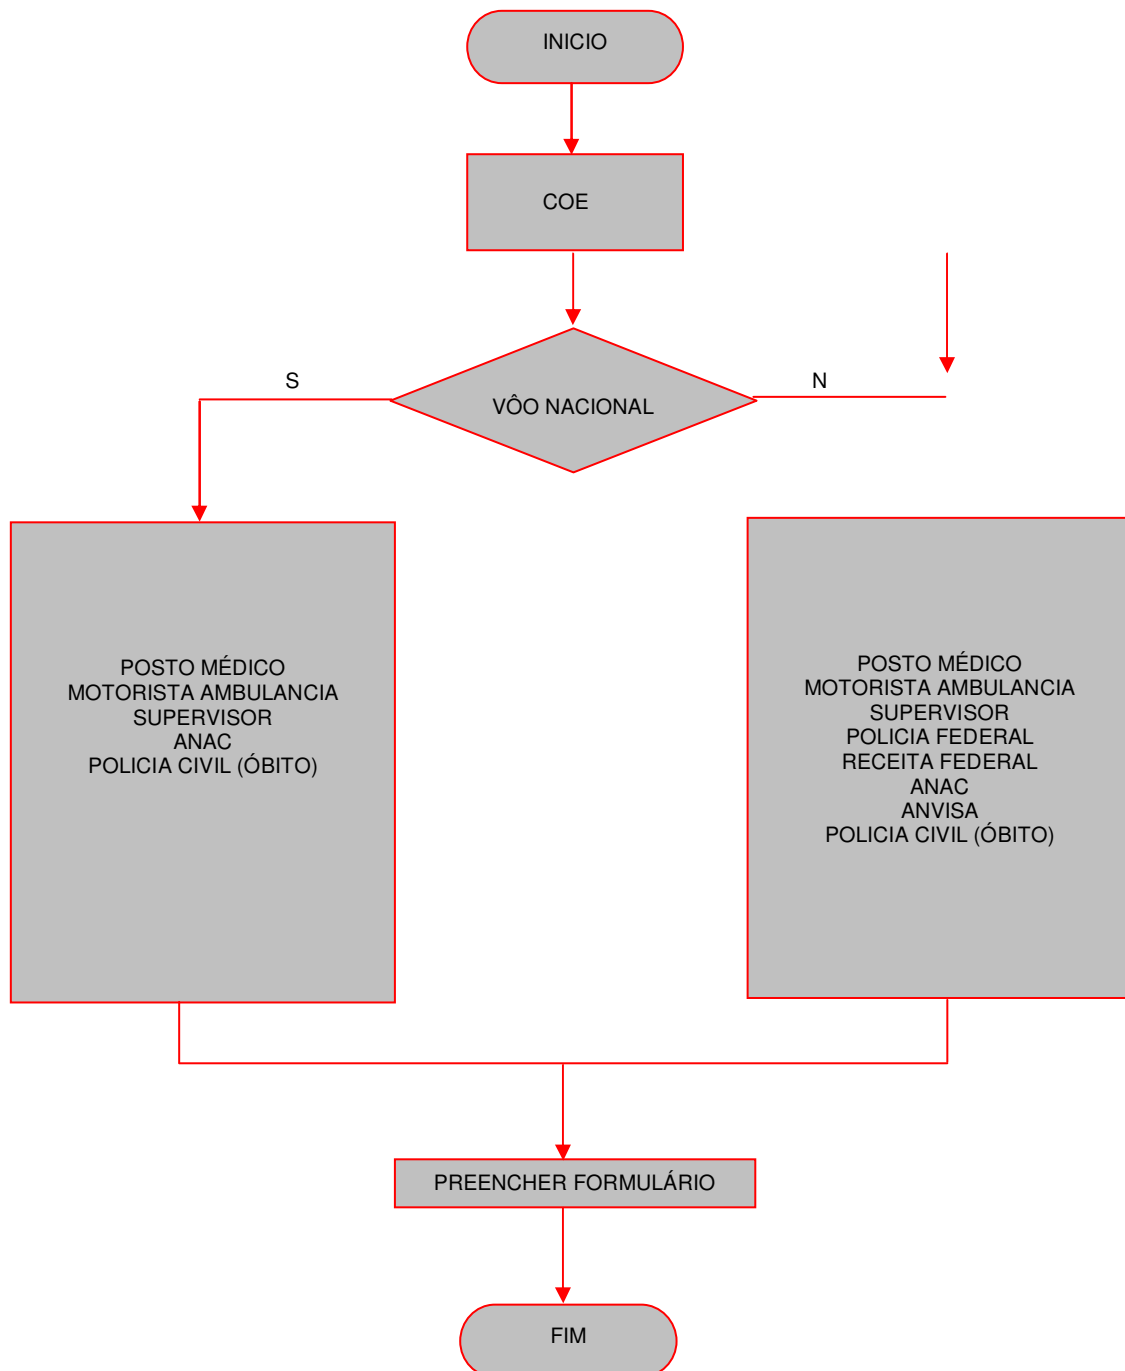 INICIO
COE
S
N
VÔO NACIONAL
POSTO MÉDICO
MOTORISTA AMBULANCIA
SUPERVISOR
ANAC
POLICIA CIVIL (ÓBITO)
POSTO MÉDICO
MOTORISTA AMBULANCIA
SUPERVISOR
POLICIA FEDERAL
RECEITA FEDERAL
ANAC
ANVISA
POLICIA CIVIL (ÓBITO)
PREENCHER FORMULÁRIO
FIM